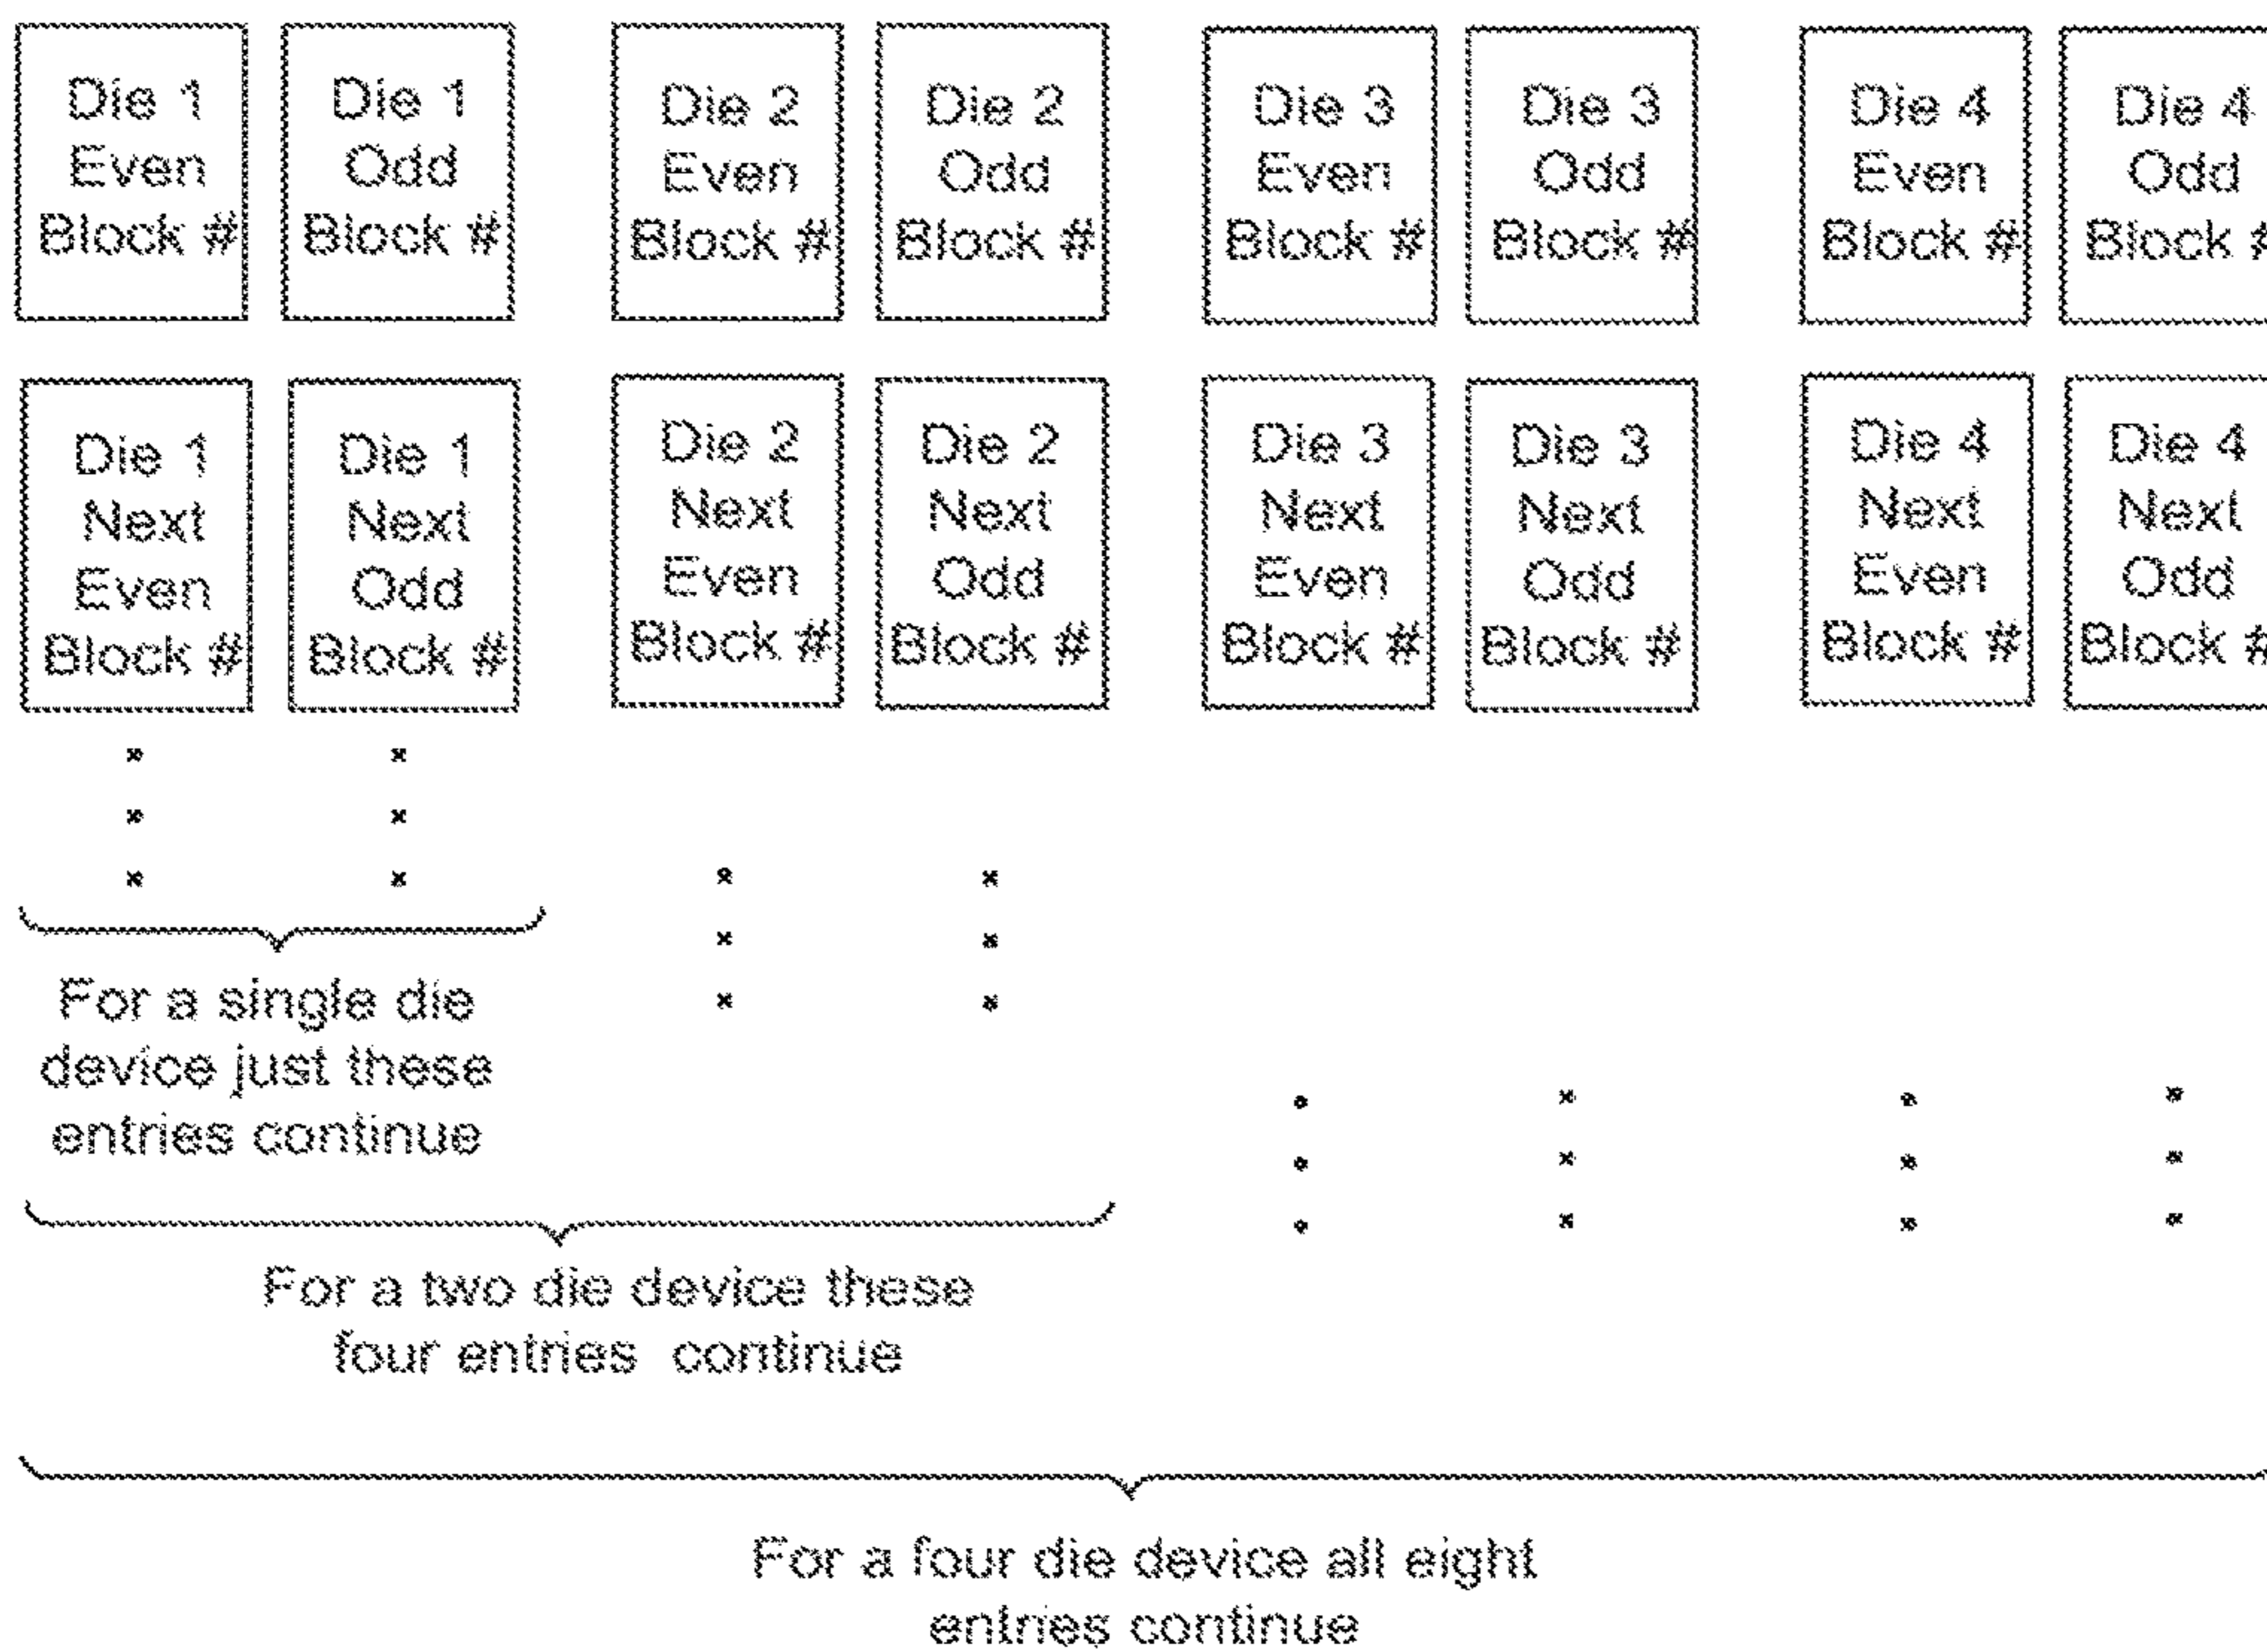 Die 1
Even
Block #
Die 1
Odd
Block #
Die 2
Even
Block #
Die 2
Odd
Block #
Die 3
Even
Block #
Die 3
Odd
Block #
Die 4
Even
Block #
Die 4
Odd
Block #
Die 1
Next
Even
Block #
Die 1
Next
Odd
Block #
Die 2
Next
Even
Block #
Die 2
Next
Odd
Block #
Die 3
Next
Even
Block #
Die 3
Next
Odd
Block #
Die 4
Next
Even
Block #
Die 4
Next
Odd
Block #
For a single die
device just these
entries continue
For a two die device these
four entries continue
For a four die device all eight
entries continue